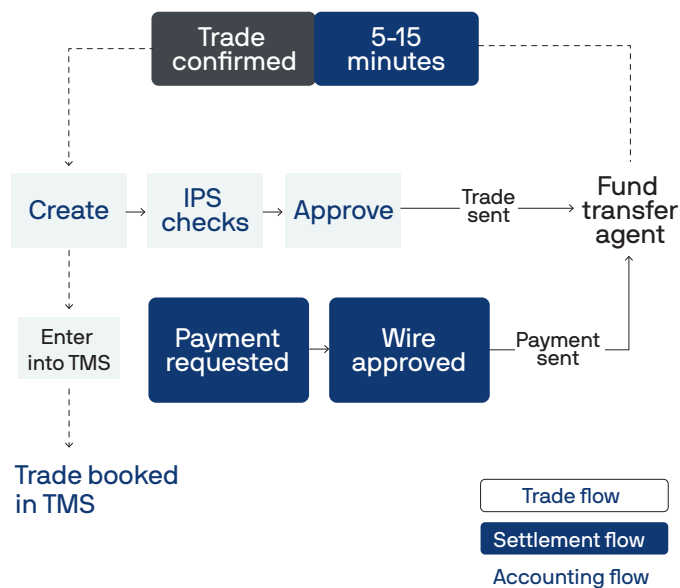 Trade
confirmed
5-15
minutes
Create
IPS
checks
Approve
Trade
sent
Fund
transfer
agent
Enter
into TMS
Payment
requested
Wire
approved
Payment
sent
Trade booked
in TMS
Trade flow
Settlement flow
Accounting flow